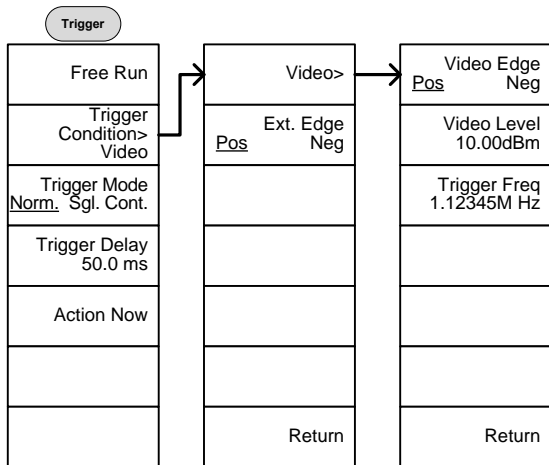 Trigger
Free Run
Trigger
Condition>
Video
Trigger Mode
Norm. Sgl. Cont.
Trigger Delay
50.0 ms
Action Now
Video>
Ext. Edge
Pos Neg
Return
Video Edge
Pos Neg
Video Level
10.00dBm
Trigger Freq
1.12345M Hz
Return